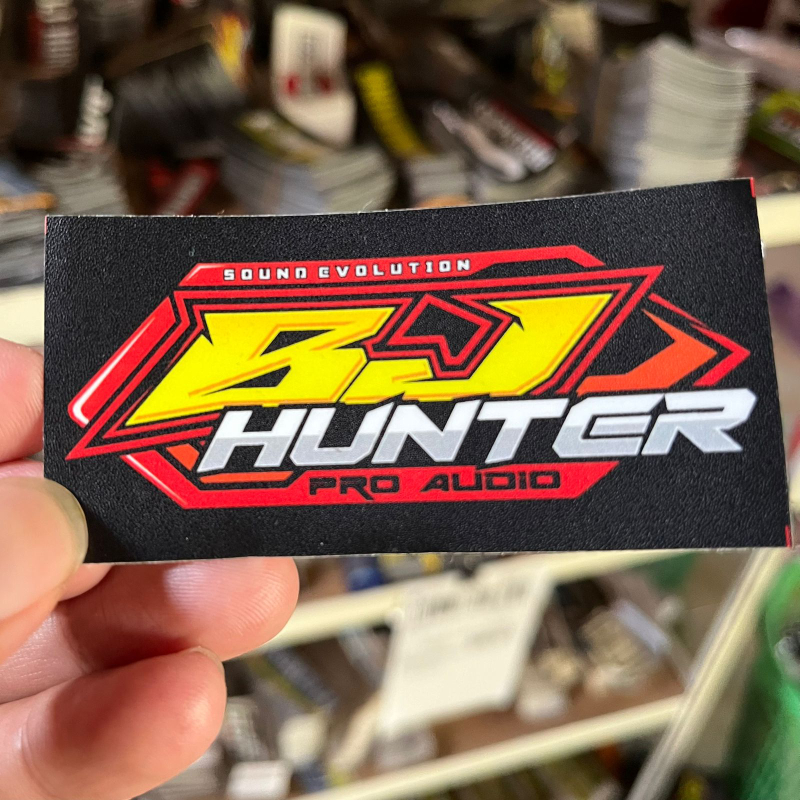 SOUND EVOLUTION
BJ
HUNTER
PRO AUDIO